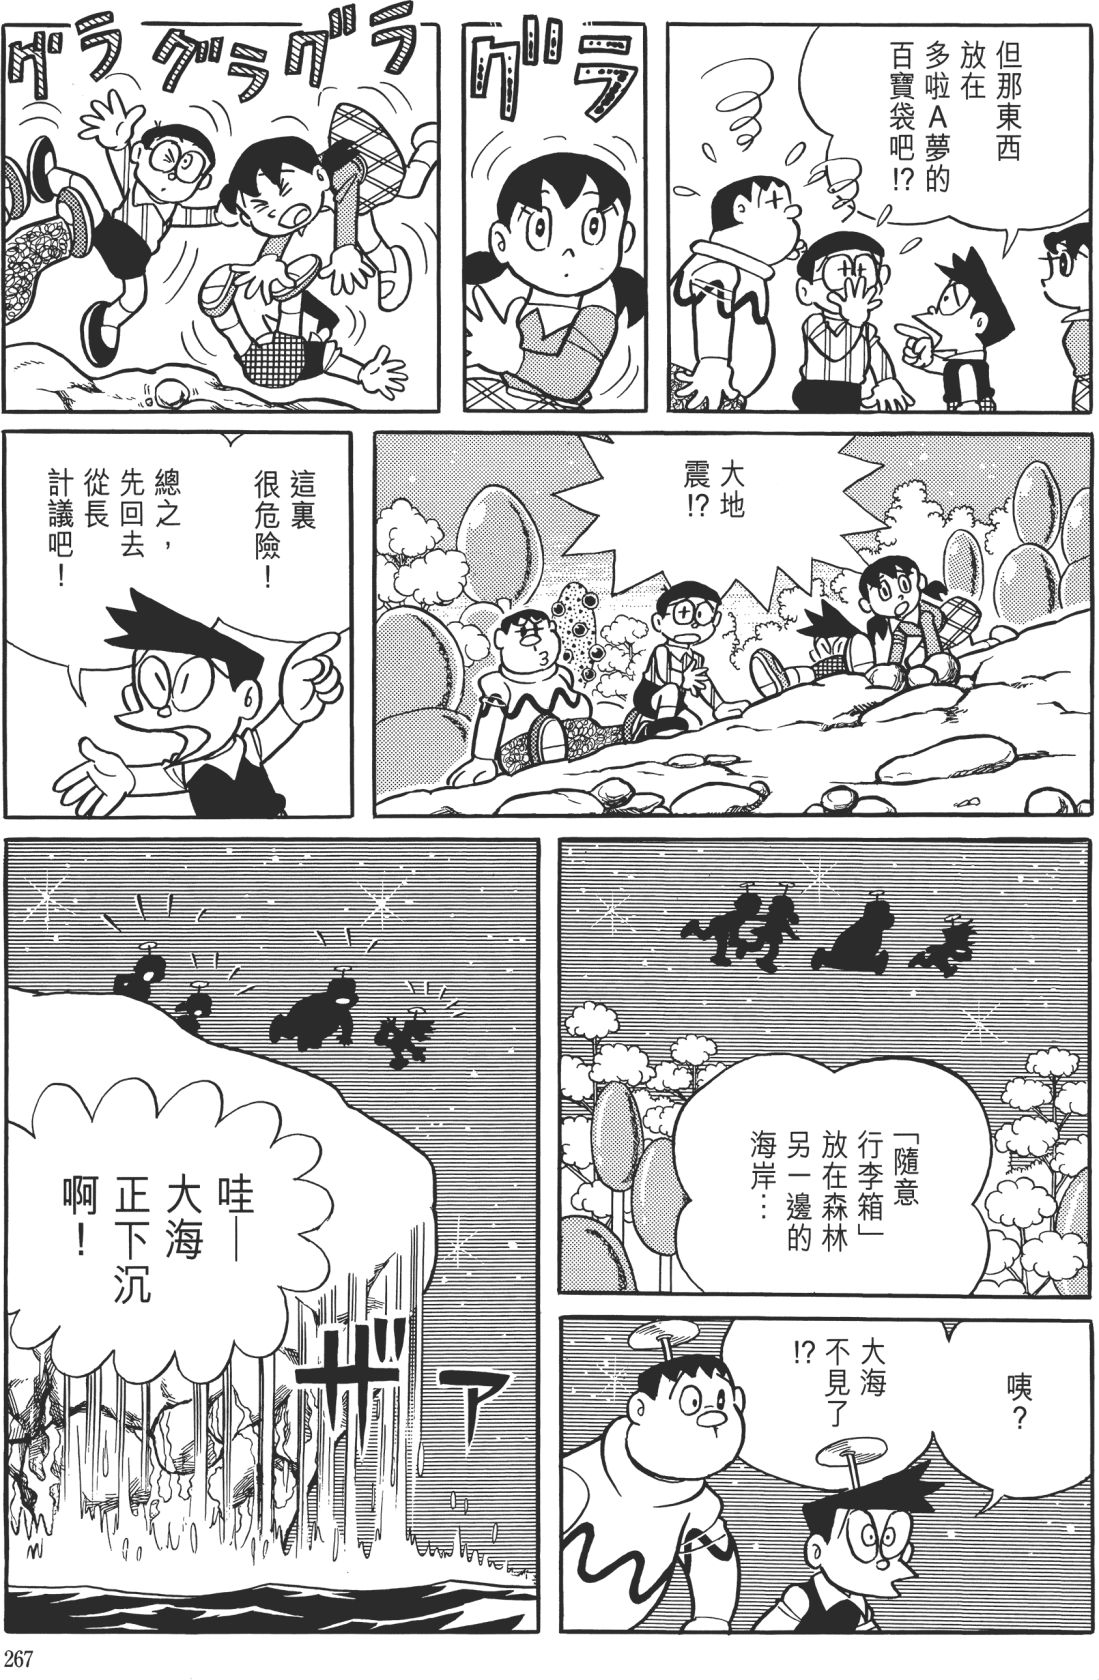 但那東西
放在
多啦A夢的
百寶袋吧!?
グラ
グラグラグラ
大地
震!?
這裏
很危險！
總之，
先回去
從長
計議吧！
「隨意
行李箱」
放在森林
另一邊的
海岸…
咦？
大海
不見了
!?
哇—
大海
正下沉
啊！
ザァ
267